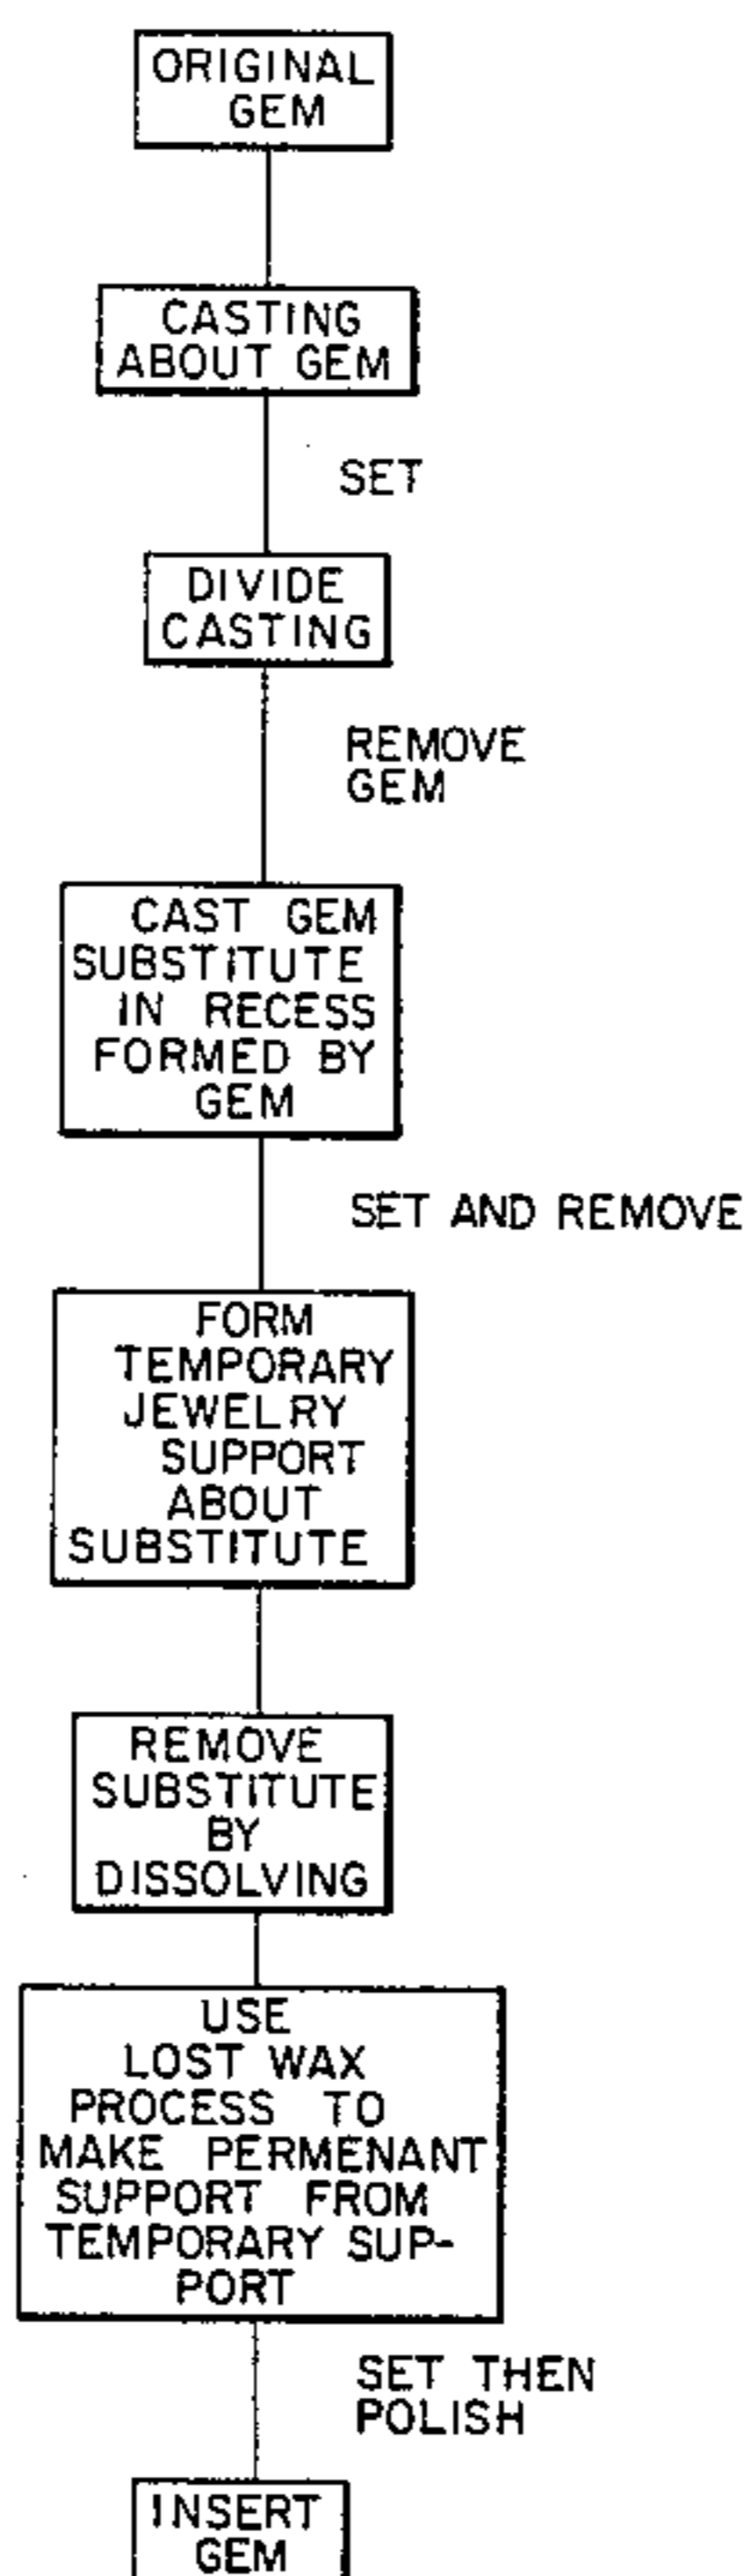 ORIGINAL
GEM
CASTING
ABOUT GEM
SET
DIVIDE
CASTING
REMOVE
GEM
CAST GEM
SUBSTITUTE
IN RECESS
FORMED BY
GEM
SET AND REMOVE
FORM
TEMPORARY
JEWELRY
SUPPORT
ABOUT
SUBSTITUTE
REMOVE
SUBSTITUTE
BY
DISSOLVING
USE
LOST WAX
PROCESS TO
MAKE PERMENANT
SUPPORT FROM
TEMPORARY SUP-
PORT
SET THEN
POLISH
INSERT
GEM